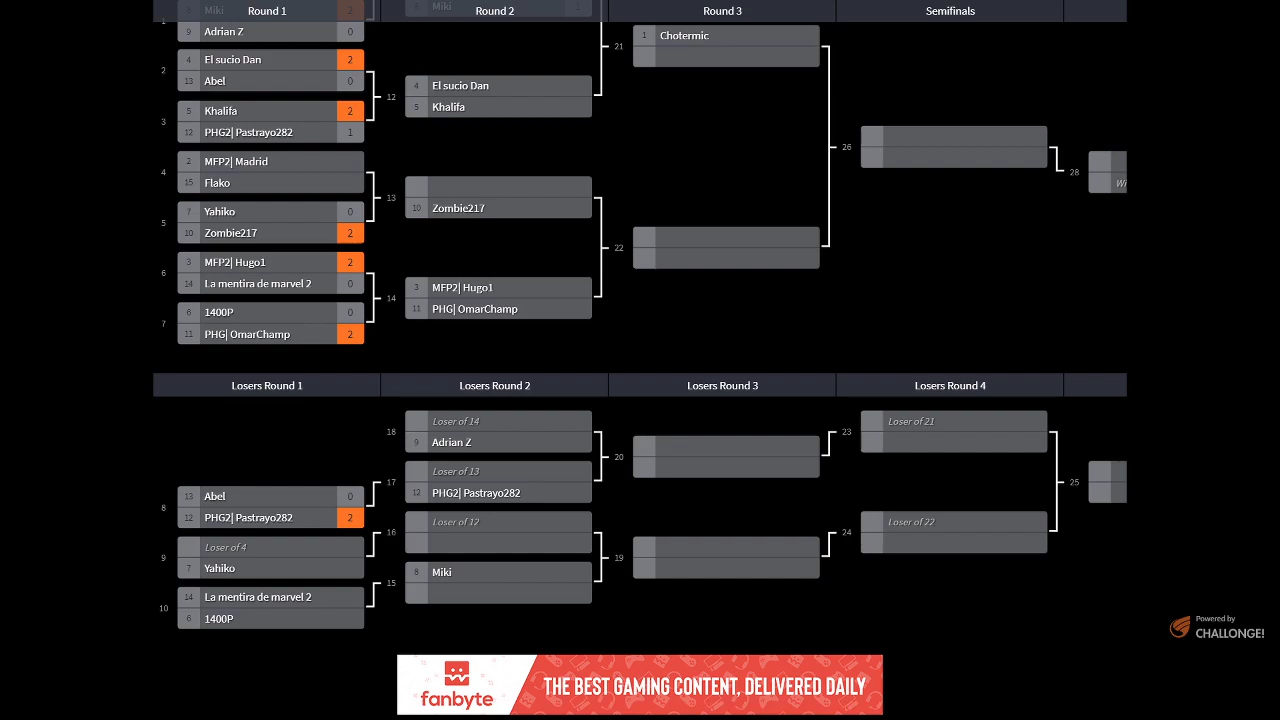 Miki 2
Round 1
Miki 1
Round 2
Round 3
Semifinals
1
9 Adrian Z 0
2
4 El sucio Dan 2
13 Abel 0
3
5 Khalifa 2
12 PHG2| Pastrayo282 1
4
2 MFP2| Madrid
15 Flako
5
7 Yahiko 0
10 Zombie217 2
6
3 MFP2| Hugo1 2
14 La mentira de marvel 2 0
7
6 1400P 0
11 PHG| OmarChamp 2
12
4 El sucio Dan
5 Khalifa
13
10 Zombie217
14
3 MFP2| Hugo1
11 PHG| OmarChamp
21
1 Chotermic
22
26
28
Wi
Losers Round 1
Losers Round 2
Losers Round 3
Losers Round 4
8
13 Abel 0
12 PHG2| Pastrayo282 2
9
Loser of 4
7 Yahiko
10
14 La mentira de marvel 2
6 1400P
18
Loser of 14
9 Adrian Z
17
Loser of 13
12 PHG2| Pastrayo282
16
Loser of 12
15
8 Miki
20
19
23
Loser of 21
24
Loser of 22
25
Powered by
CHALLONGE!
fanbyte
THE BEST GAMING CONTENT, DELIVERED DAILY